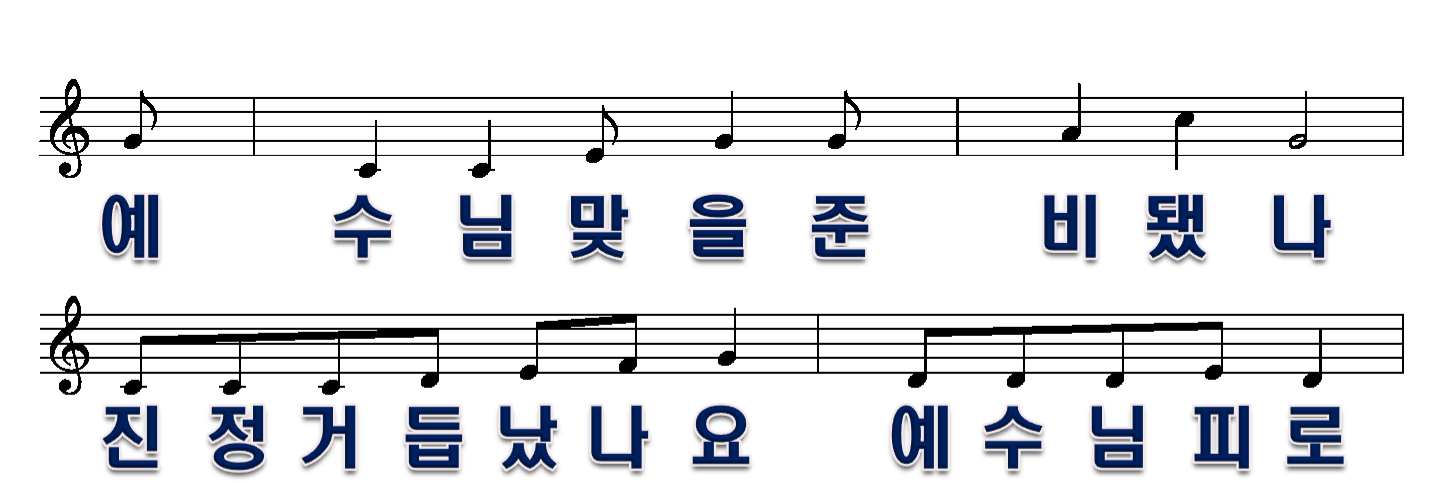 예 수 님 맞 을 준 비 됐 나
진 정 거 듭 났 나 요 예 수 님 피 로